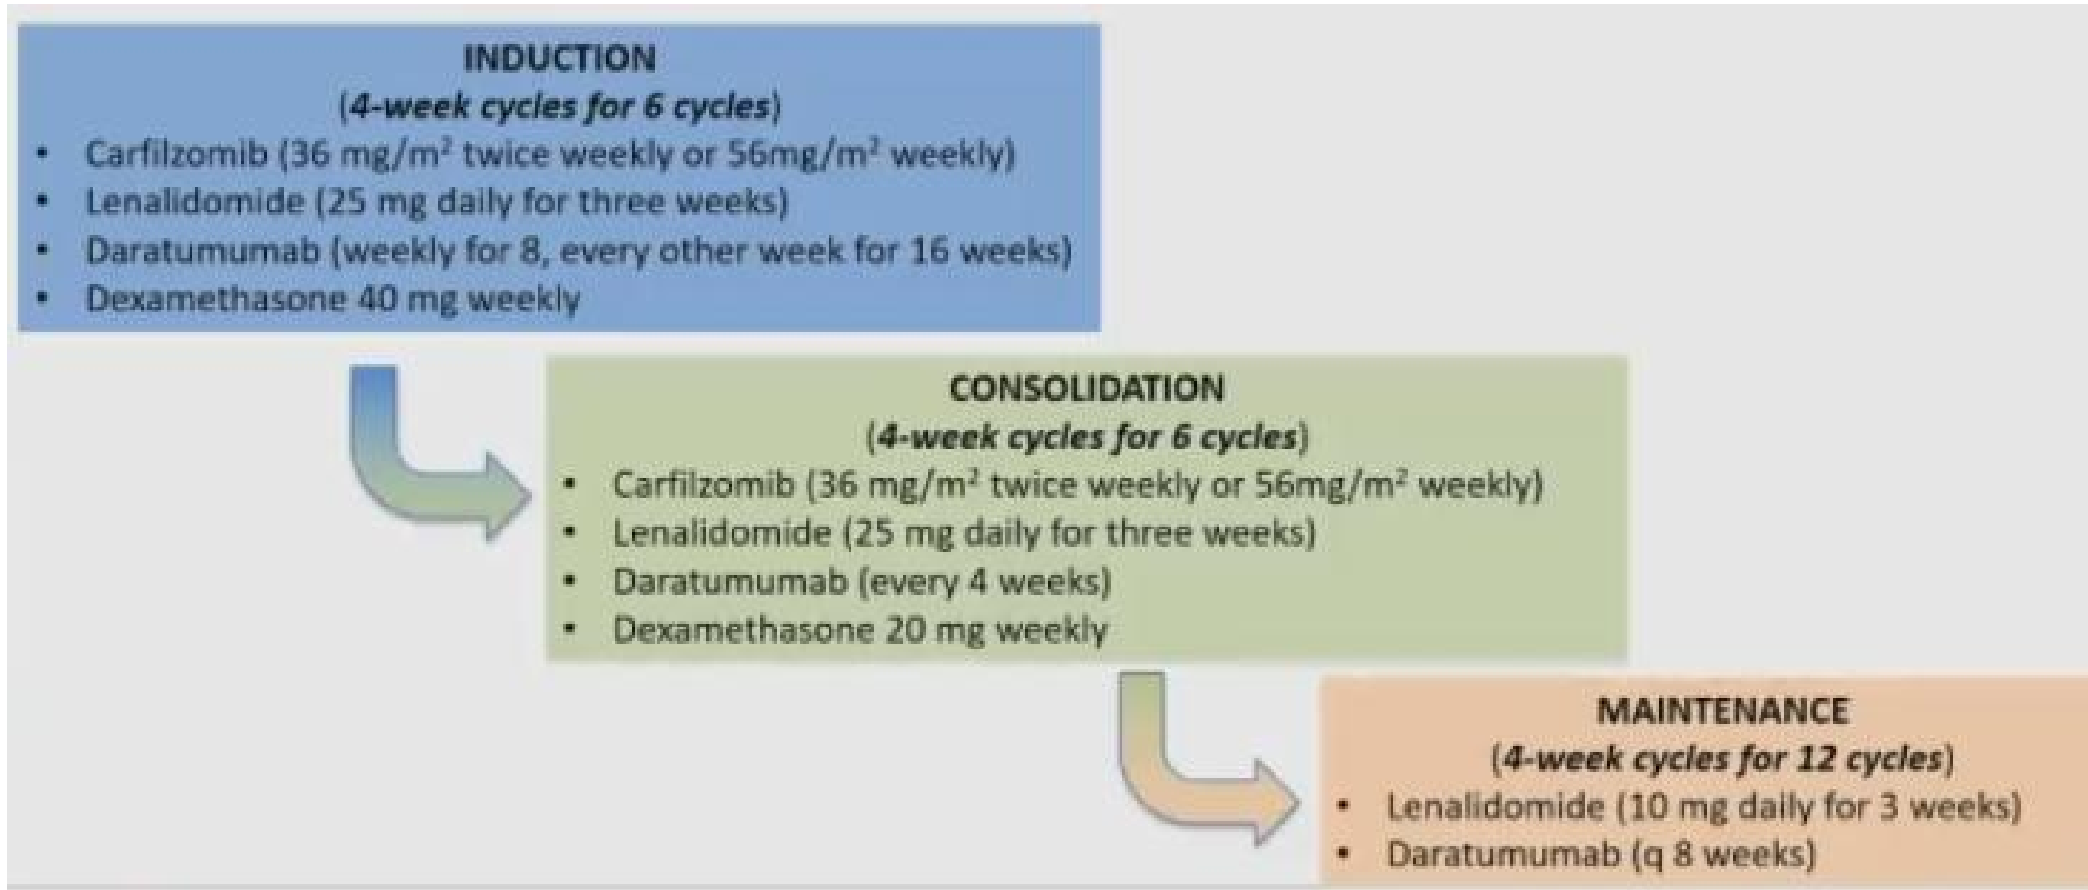 INDUCTION
(4-week cycles for 6 cycles)
• Carfilzomib (36 mg/m² twice weekly or 56mg/m² weekly)
• Lenalidomide (25 mg daily for three weeks)
• Daratumumab (weekly for 8, every other week for 16 weeks)
• Dexamethasone 40 mg weekly
CONSOLIDATION
(4-week cycles for 6 cycles)
• Carfilzomib (36 mg/m² twice weekly or 56mg/m² weekly)
• Lenalidomide (25 mg daily for three weeks)
• Daratumumab (every 4 weeks)
• Dexamethasone 20 mg weekly
MAINTENANCE
(4-week cycles for 12 cycles)
• Lenalidomide (10 mg daily for 3 weeks)
• Daratumumab (q 8 weeks)